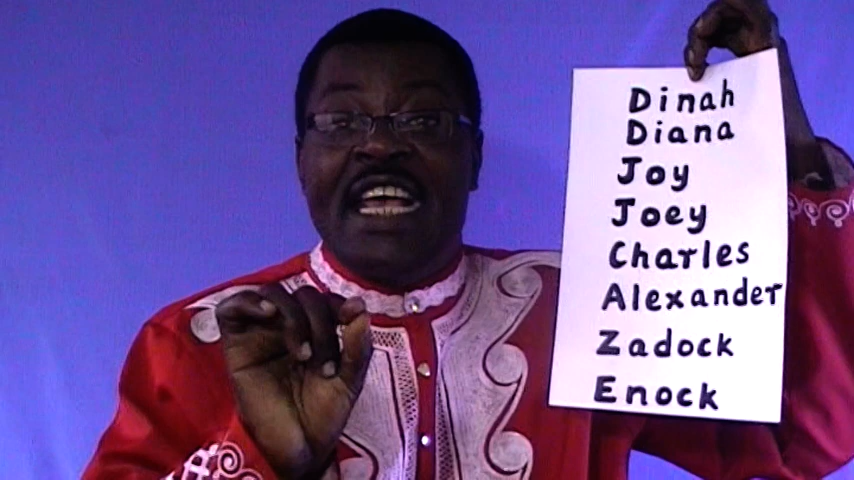 Dinah
Diana
Joy
Joey
Charles
Alexander
Zadock
Enock